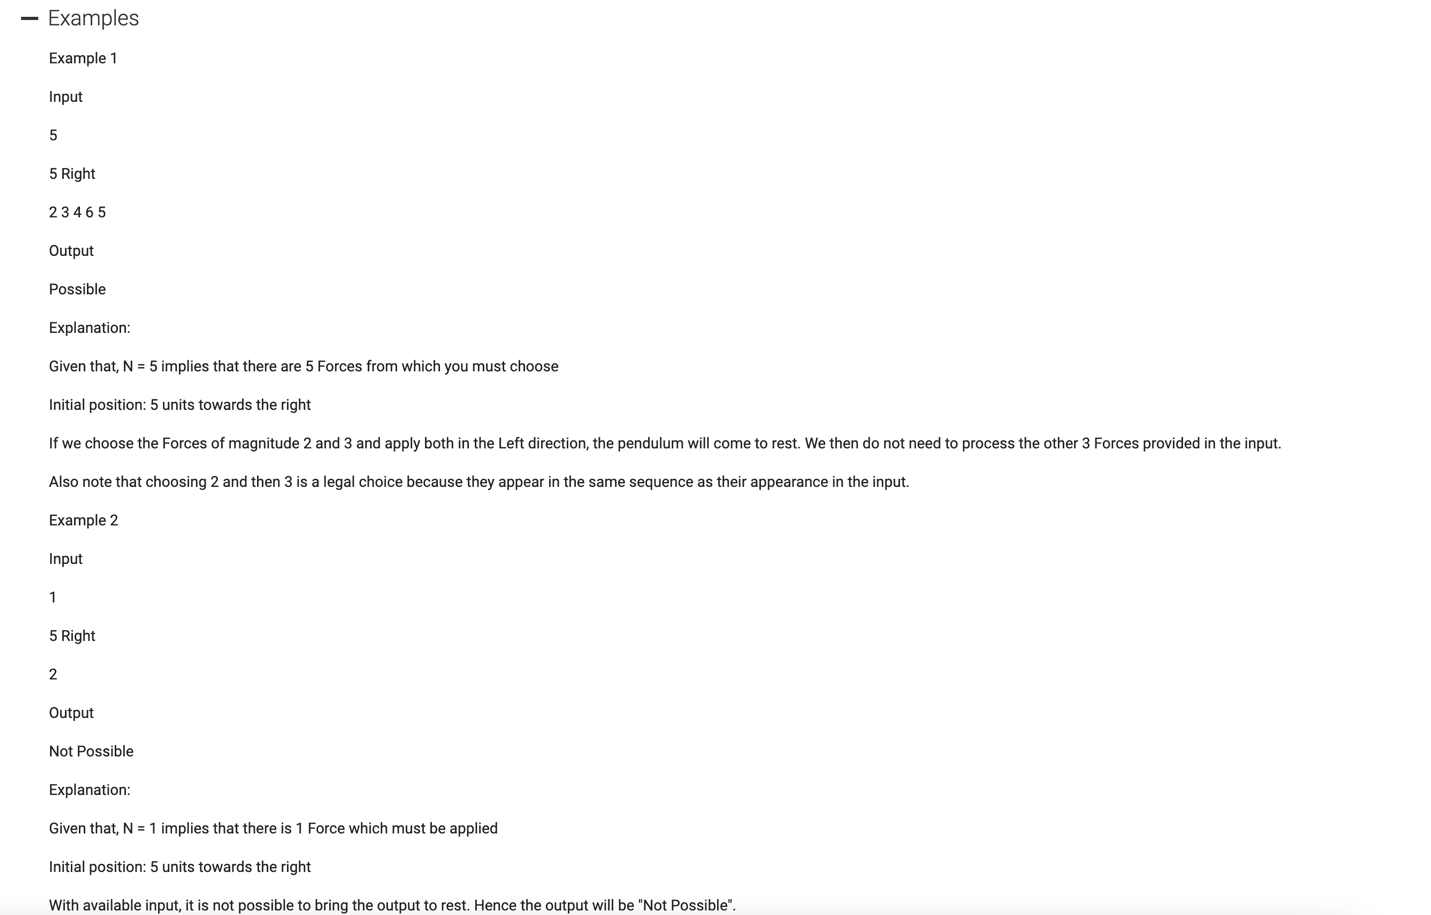 Examples
Example 1
Input
5
5 Right
2 3 4 6 5
Output
Possible
Explanation:
Given that, N = 5 implies that there are 5 Forces from which you must choose
Initial position: 5 units towards the right
If we choose the Forces of magnitude 2 and 3 and apply both in the Left direction, the pendulum will come to rest. We then do not need to process the other 3 Forces provided in the input.
Also note that choosing 2 and then 3 is a legal choice because they appear in the same sequence as their appearance in the input.
Example 2
Input
1
5 Right
2
Output
Not Possible
Explanation:
Given that, N = 1 implies that there is 1 Force which must be applied
Initial position: 5 units towards the right
With available input, it is not possible to bring the output to rest. Hence the output will be "Not Possible".